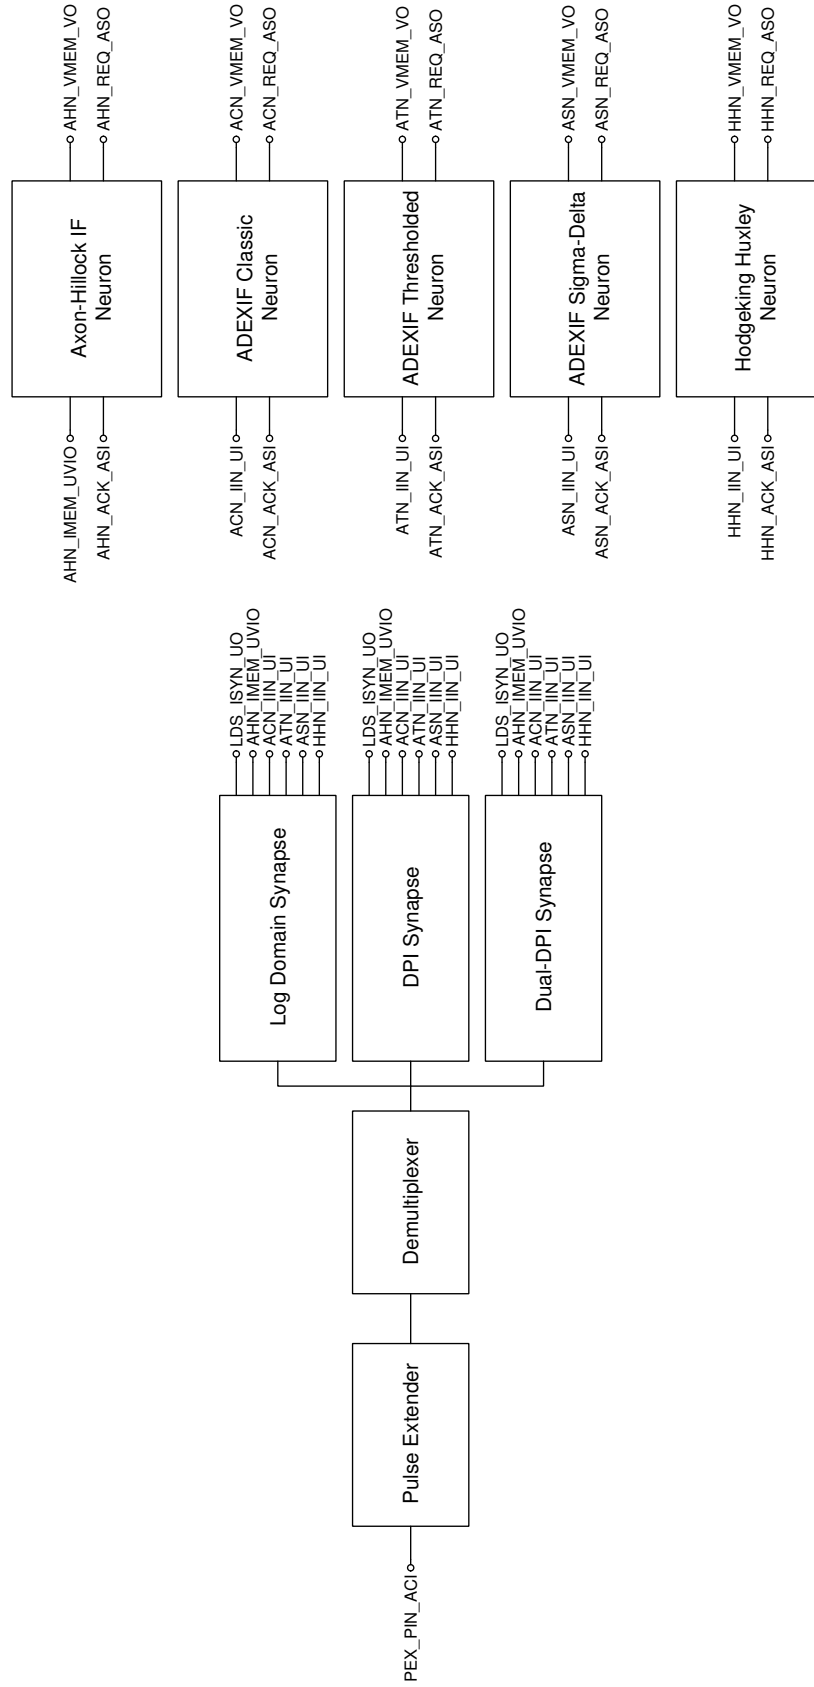 PEX_PIN_ACI
Pulse Extender
Demultiplexer
Log Domain Synapse
LDS_ISYN_UO
AHN_IMEM_UVIO
ACN_IIN_UI
ATN_IIN_UI
ASN_IIN_UI
HHN_IIN_UI
DPI Synapse
LDS_ISYN_UO
AHN_IMEM_UVIO
ACN_IIN_UI
ATN_IIN_UI
ASN_IIN_UI
HHN_IIN_UI
Dual-DPI Synapse
LDS_ISYN_UO
AHN_IMEM_UVIO
ACN_IIN_UI
ATN_IIN_UI
ASN_IIN_UI
HHN_IIN_UI
AHN_IMEM_UVIO
AHN_ACK_ASI
Axon-Hillock IF
Neuron
AHN_VMEM_VO
AHN_REQ_ASO
ACN_IIN_UI
ACN_ACK_ASI
ADEXIF Classic
Neuron
ACN_VMEM_VO
ACN_REQ_ASO
ATN_IIN_UI
ATN_ACK_ASI
ADEXIF Thresholded
Neuron
ATN_VMEM_VO
ATN_REQ_ASO
ASN_IIN_UI
ASN_ACK_ASI
ADEXIF Sigma-Delta
Neuron
ASN_VMEM_VO
ASN_REQ_ASO
HHN_IIN_UI
HHN_ACK_ASI
Hodgeking Huxley
Neuron
HHN_VMEM_VO
HHN_REQ_ASO